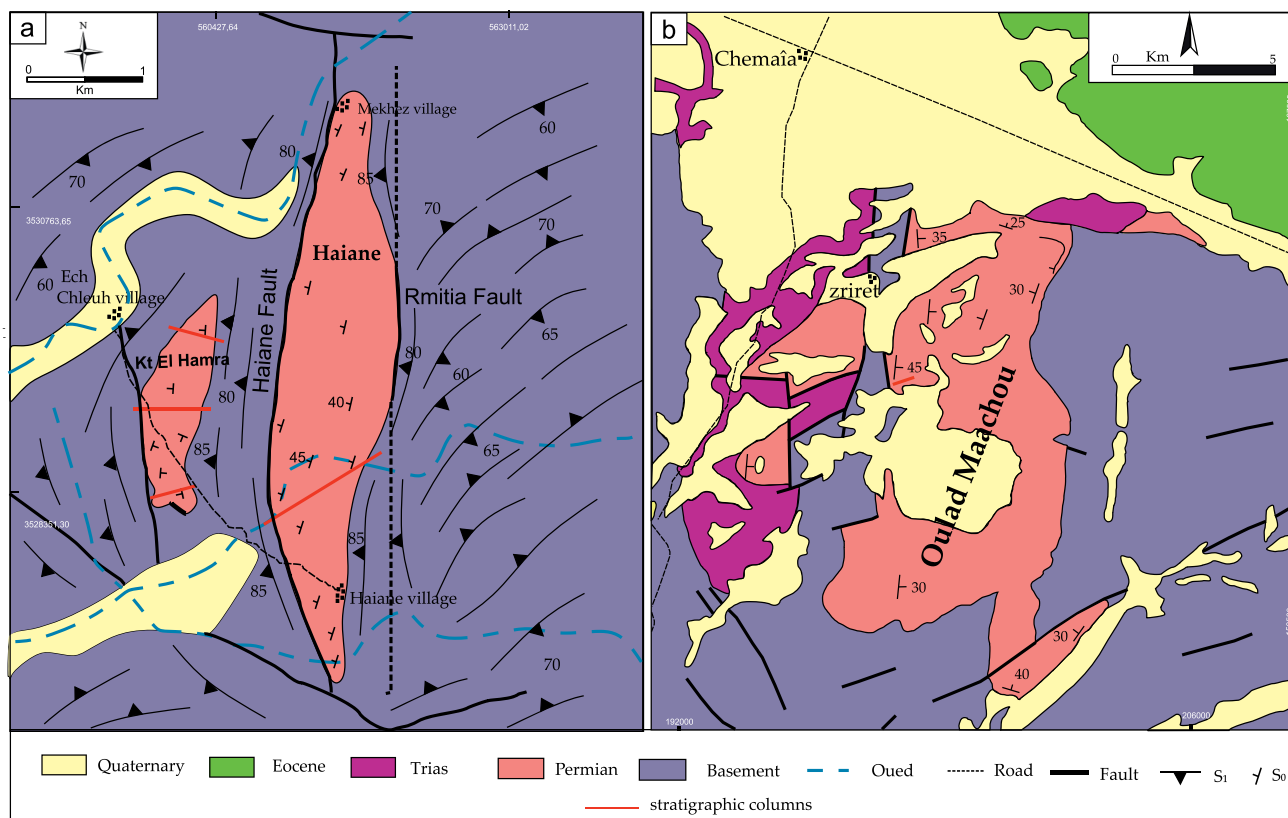 a
N
0 1
Km
560427,64
563011,02
3530763,65
3528351,30
Mekhez village
Haiane
Ech
Chleuh village
Kt El Hamra
Haiane Fault
Rmitia Fault
Haiane village
70
60
80
85
60
70
70
65
80
60
65
80
40
45
85
85
85
70
b
Km
0 5
Chemaîa
zriret
Oulad Maachou
35
25
30
45
30
30
40
192000
206000
Quaternary
Eocene
Trias
Permian
Basement
Oued
Road
Fault
S1
S0
stratigraphic columns